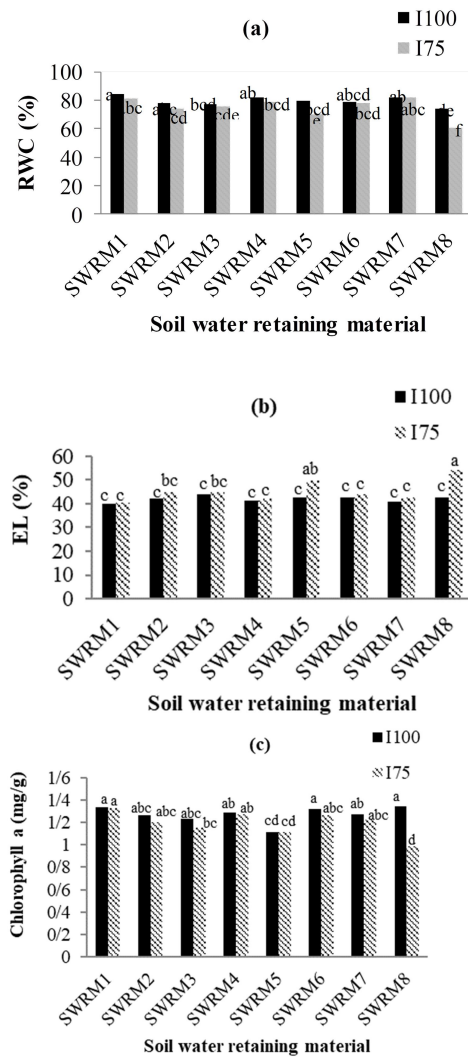 (a)
I100
I75
RWC (%)
100
80
60
40
20
0
a bc abc cd bcd cde ab bcd e abcd bcd ab abc de f
SWRM1 SWRM2 SWRM3 SWRM4 SWRM5 SWRM6 SWRM7 SWRM8
Soil water retaining material
(b)
I100
I75
EL (%)
60
50
40
30
20
10
0
c c c bc c bc c c c ab c c c c c a
SWRM1 SWRM2 SWRM3 SWRM4 SWRM5 SWRM6 SWRM7 SWRM8
Soil water retaining material
(c)
I100
I75
Chlorophyll a (mg/g)
1/6
1/4
1/2
1
0/8
0/6
0/4
0/2
0
a a abc abc abc bc ab ab cd cd a abc ab abc a d
SWRM1 SWRM2 SWRM3 SWRM4 SWRM5 SWRM6 SWRM7 SWRM8
Soil water retaining material